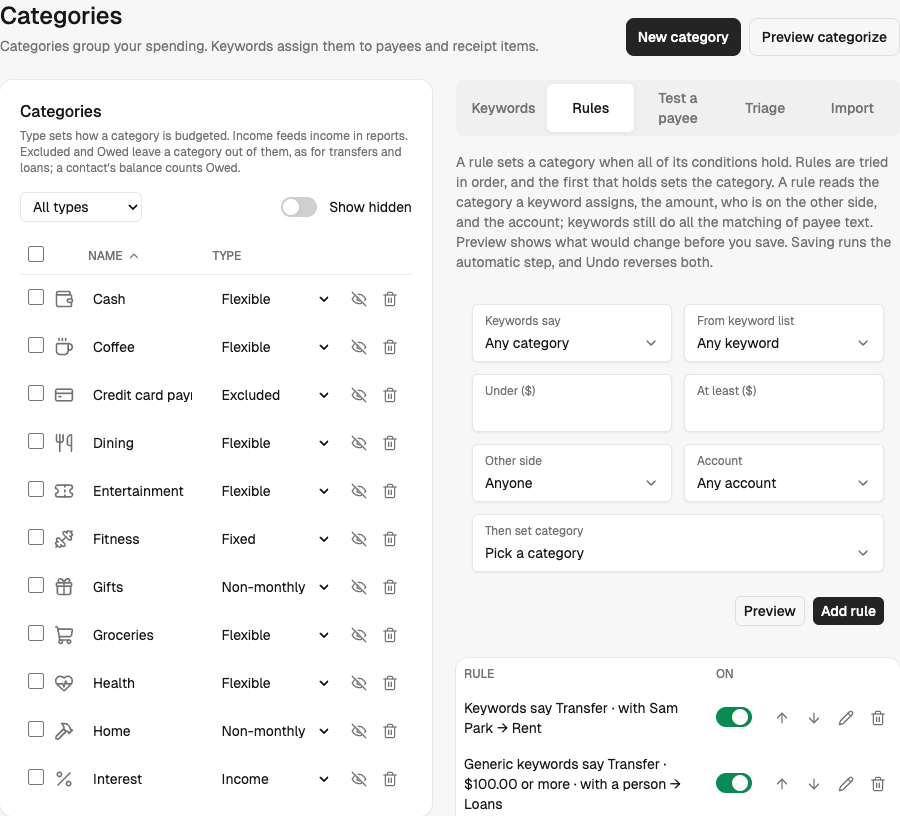 Categories
Categories group your spending. Keywords assign them to payees and receipt items.
New category
Preview categorize
Categories
Type sets how a category is budgeted. Income feeds income in reports.
Excluded and Owed leave a category out of them, as for transfers and
loans; a contact's balance counts Owed.
All types
Show hidden
NAME
TYPE
Cash
Flexible
Coffee
Flexible
Credit card payr
Excluded
Dining
Flexible
Entertainment
Flexible
Fitness
Fixed
Gifts
Non-monthly
Groceries
Flexible
Health
Flexible
Home
Non-monthly
Interest
Income
Keywords
Rules
Test a
payee
Triage
Import
A rule sets a category when all of its conditions hold. Rules are tried
in order, and the first that holds sets the category. A rule reads the
category a keyword assigns, the amount, who is on the other side,
and the account; keywords still do all the matching of payee text.
Preview shows what would change before you save. Saving runs the
automatic step, and Undo reverses both.
Keywords say
Any category
From keyword list
Any keyword
Under ($)
At least ($)
Other side
Anyone
Account
Any account
Then set category
Pick a category
Preview
Add rule
RULE
ON
Keywords say Transfer · with Sam
Park → Rent
Generic keywords say Transfer ·
$100.00 or more · with a person →
Loans